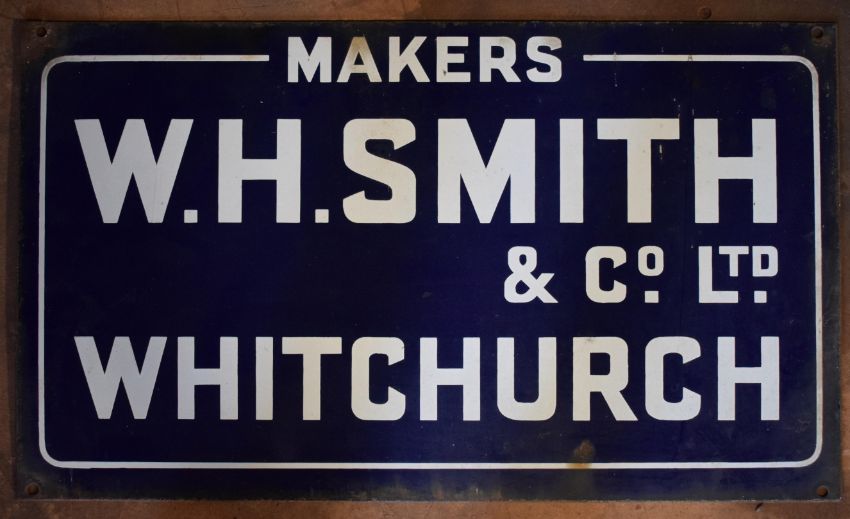 MAKERS
W.H.SMITH
& Cº. LTD.
WHITCHURCH